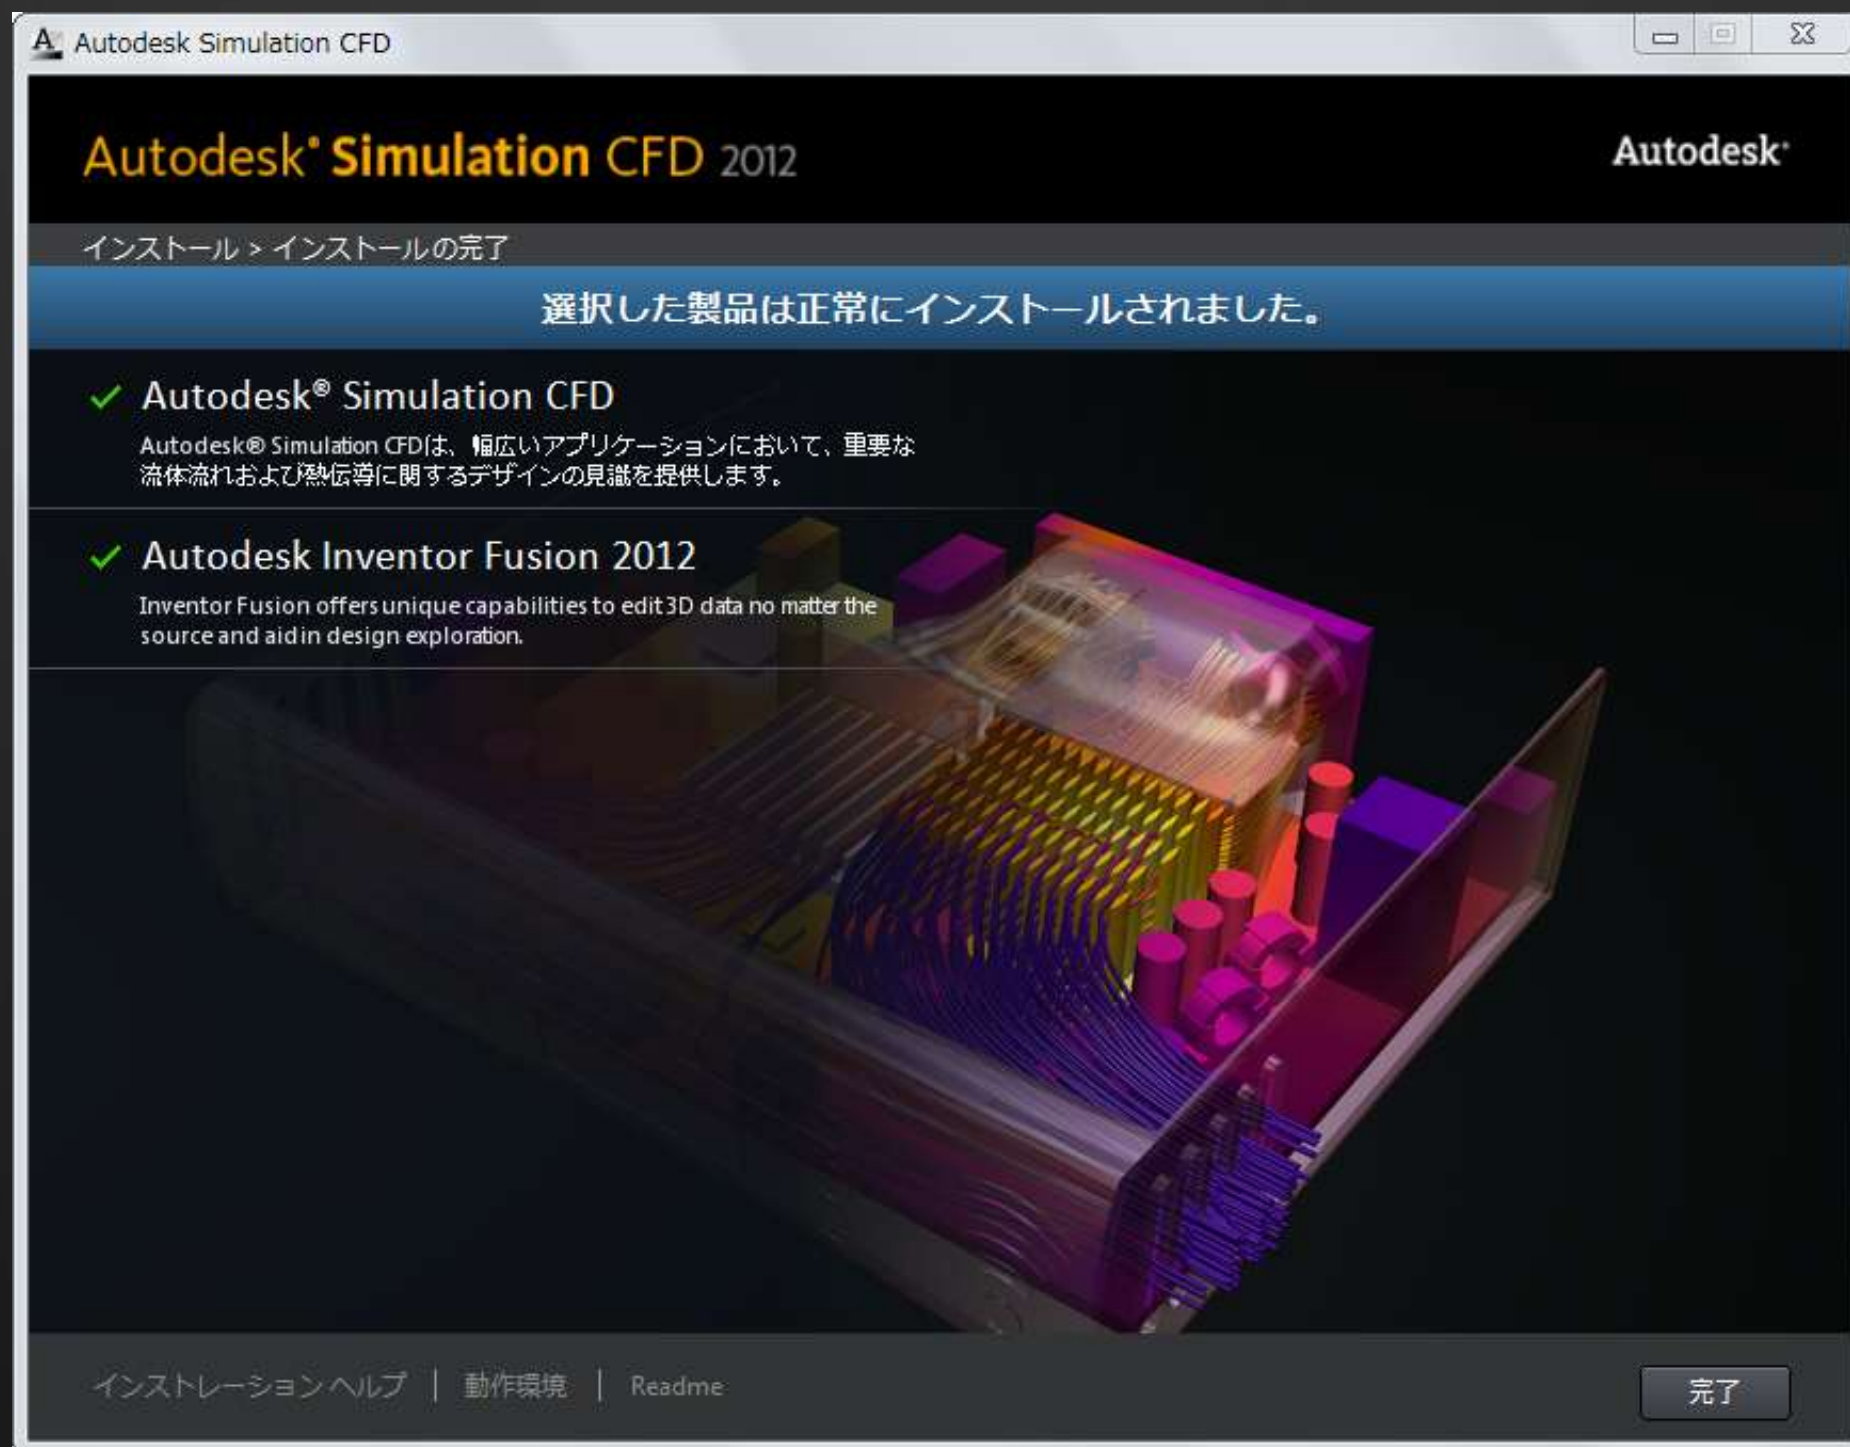 Autodesk Simulation CFD
Autodesk® Simulation CFD 2012
Autodesk®
インストール > インストールの完了
選択した製品は正常にインストールされました。
Autodesk® Simulation CFD
Autodesk® Simulation CFDは、幅広いアプリケーションにおいて、重要な
流体流れおよび熱伝導に関するデザインの見識を提供します。
Autodesk Inventor Fusion 2012
Inventor Fusion offers unique capabilities to edit 3D data no matter the
source and aid in design exploration.
インストレーション ヘルプ | 動作環境 | Readme
完了